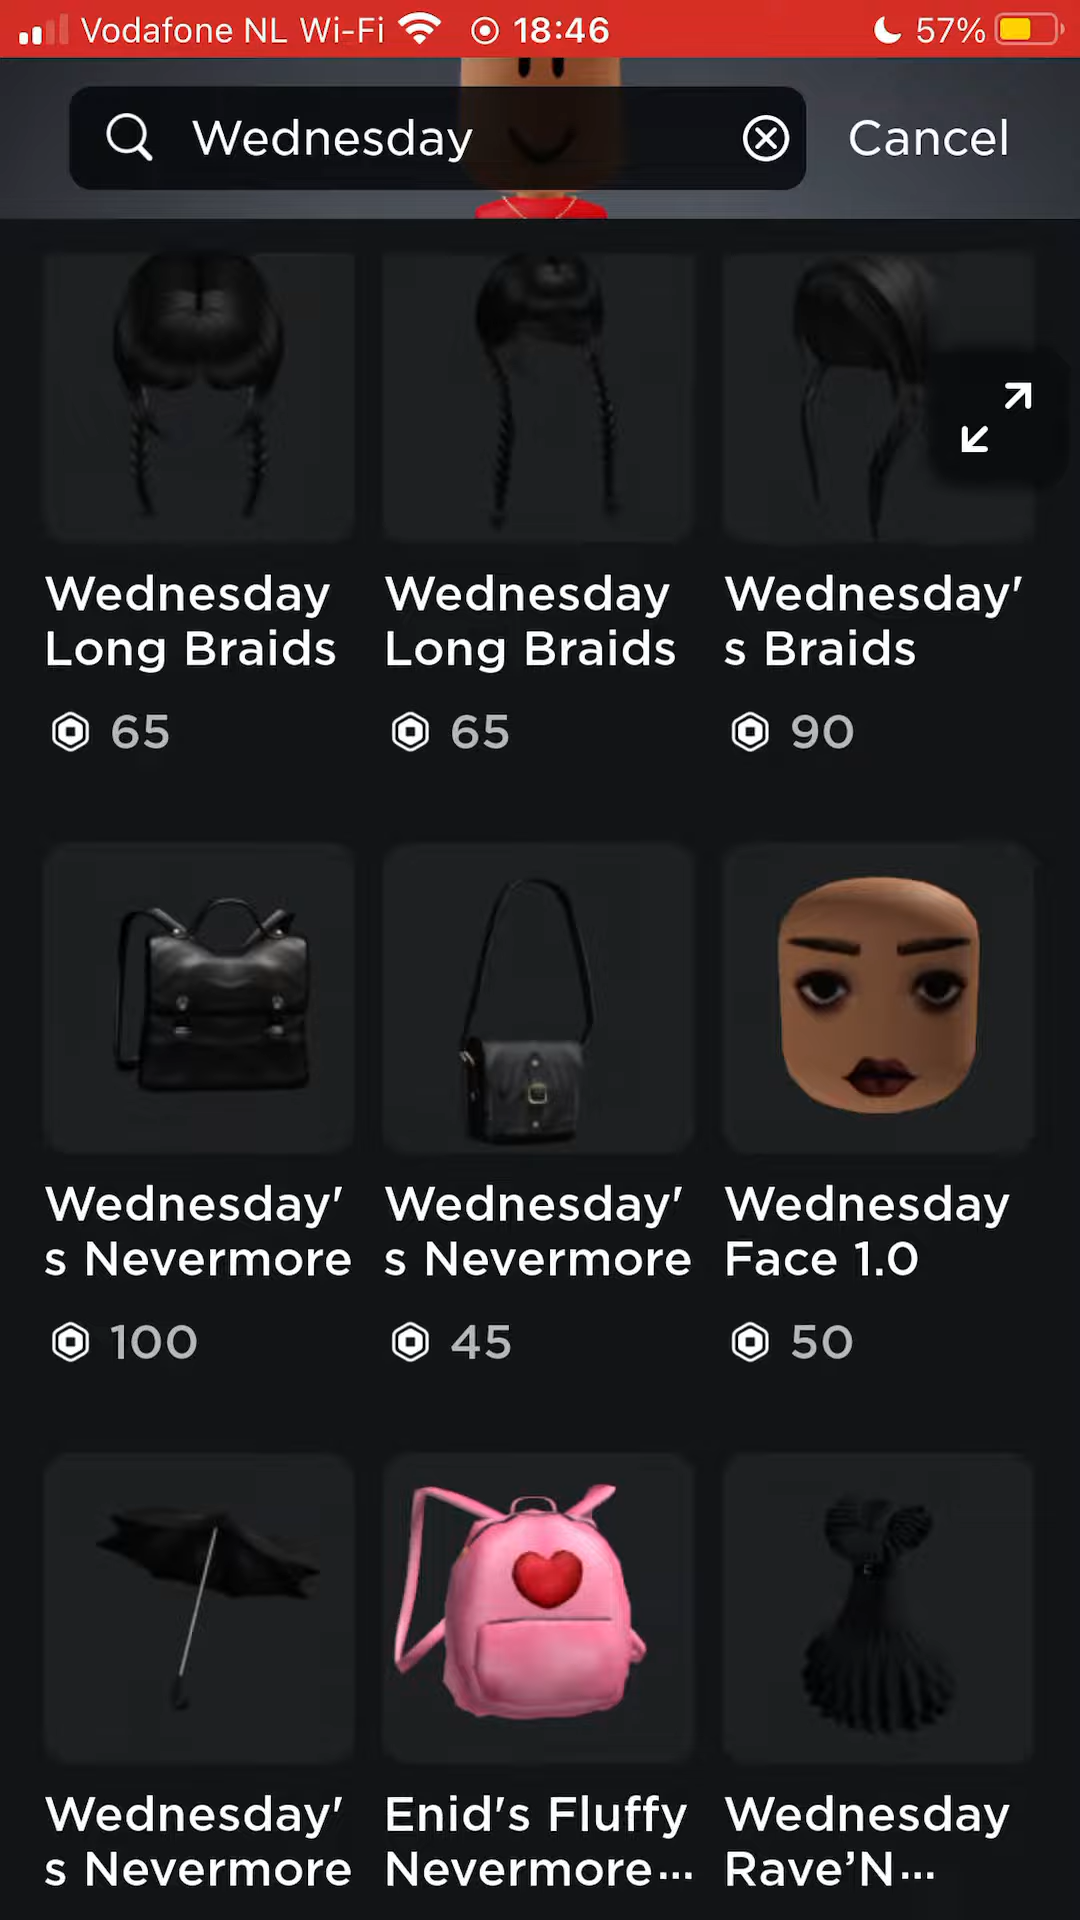 Vodafone NL Wi-Fi 18:46 57%
Wednesday Cancel
Wednesday Wednesday Wednesday'
Long Braids Long Braids s Braids
65 65 90
Wednesday' Wednesday' Wednesday
s Nevermore s Nevermore Face 1.0
100 45 50
Wednesday' Enid's Fluffy Wednesday
s Nevermore Nevermore... Rave’N...